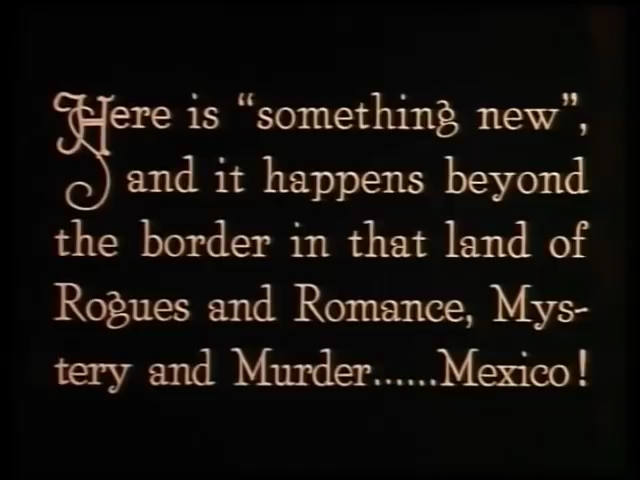 Here is “something new”,
and it happens beyond
the border in that land of
Rogues and Romance, Mys-
tery and Murder......Mexico!